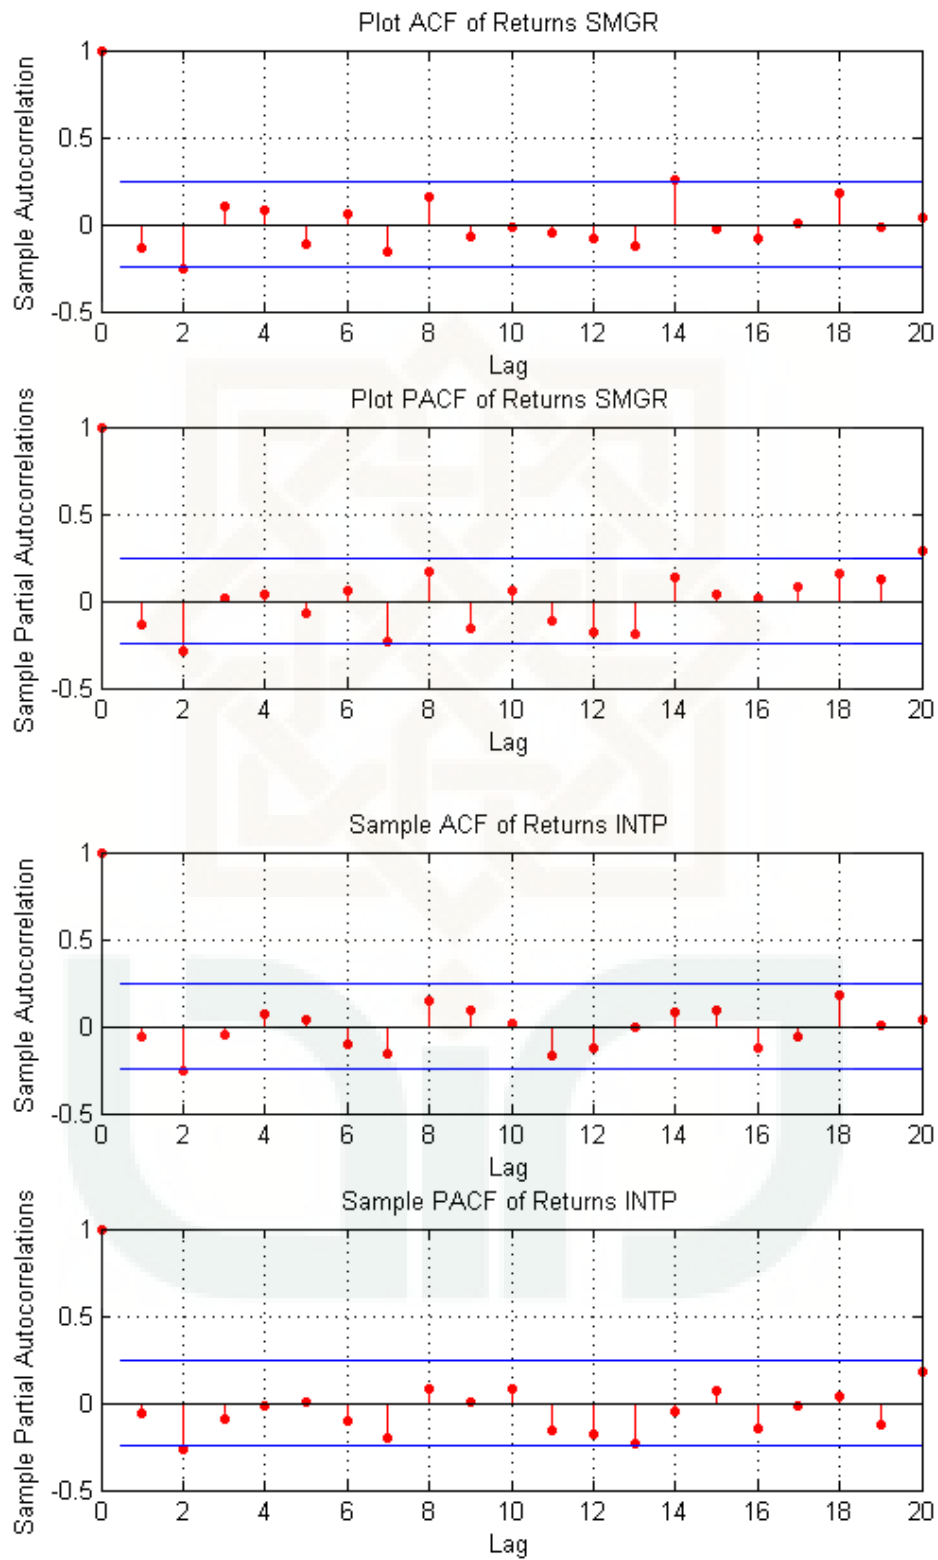 Plot ACF of Returns SMGR
Sample Autocorrelation
1
0.5
0
-0.5
0 2 4 6 8 10 12 14 16 18 20
Lag
Plot PACF of Returns SMGR
Sample Partial Autocorrelations
1
0.5
0
-0.5
0 2 4 6 8 10 12 14 16 18 20
Lag
Sample ACF of Returns INTP
Sample Autocorrelation
1
0.5
0
-0.5
0 2 4 6 8 10 12 14 16 18 20
Lag
Sample PACF of Returns INTP
Sample Partial Autocorrelations
1
0.5
0
-0.5
0 2 4 6 8 10 12 14 16 18 20
Lag